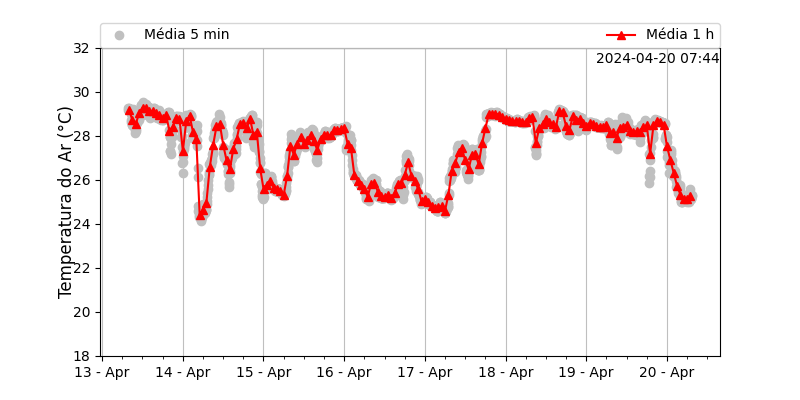 Média 5 min
Média 1 h
2024-04-20 07:44
Temperatura do Ar (°C)
32
30
28
26
24
22
20
18
13 - Apr
14 - Apr
15 - Apr
16 - Apr
17 - Apr
18 - Apr
19 - Apr
20 - Apr